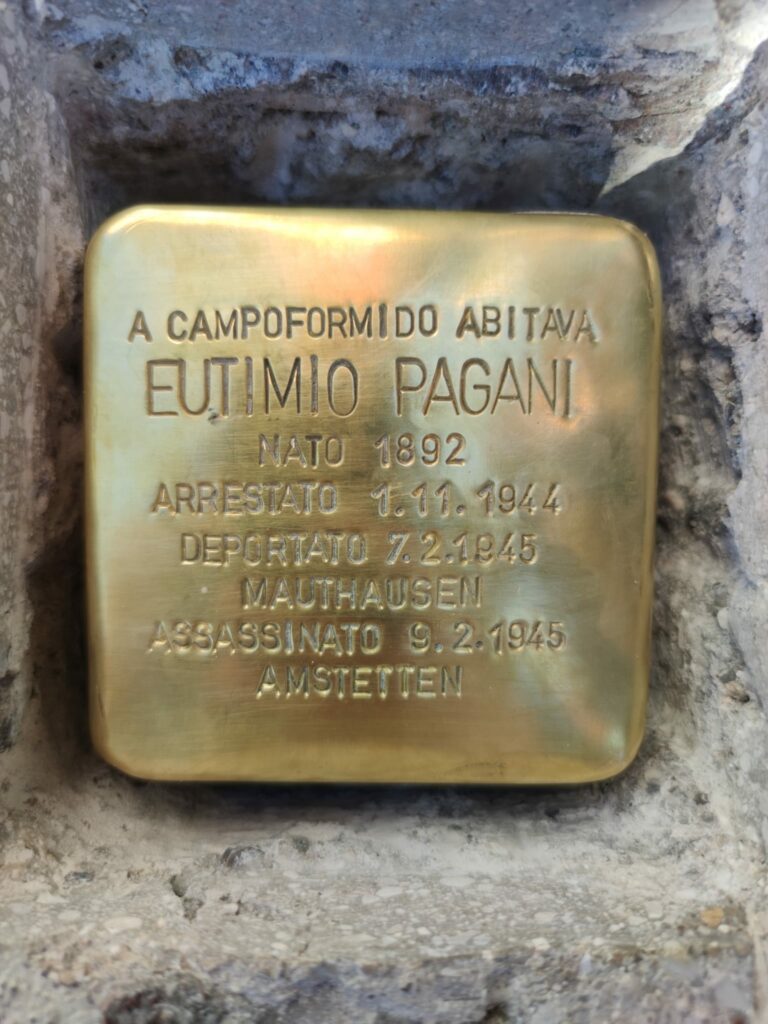 A CAMPOFORMIDO ABITAVA
EUTIMIO PAGANI
NATO 1892
ARRESTATO 1.11.1944
DEPORTATO 7.2.1945
MAUTHAUSEN
ASSASSINATO 9.2.1945
AMSTETTEN